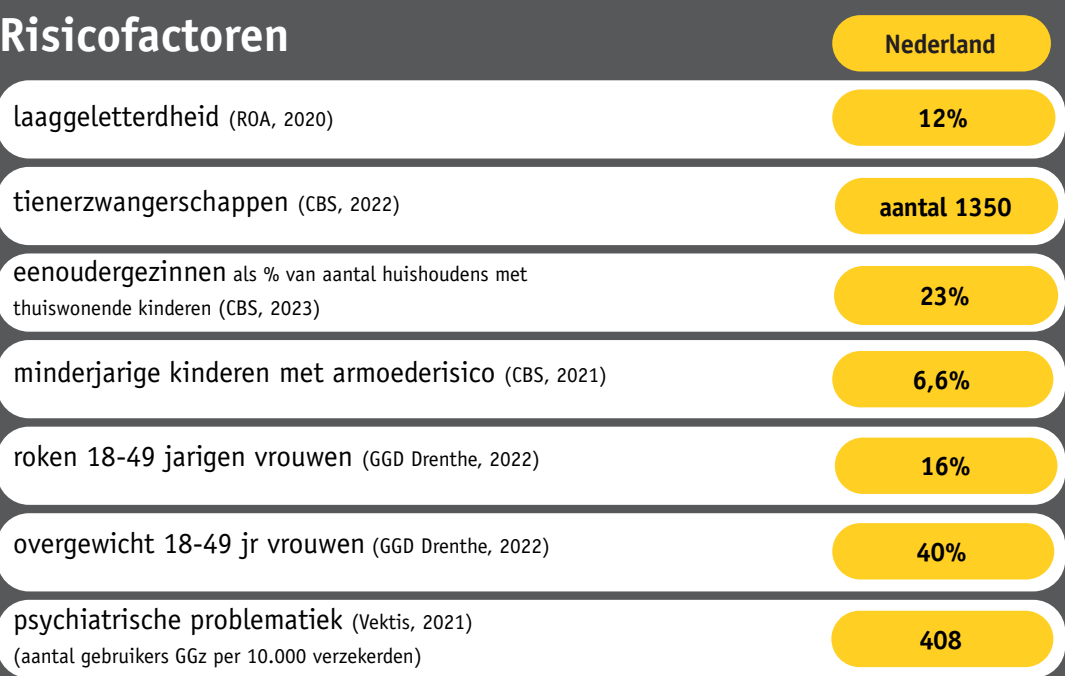 Risicofactoren
Nederland
laaggeletterdheid (ROA, 2020)
12%
tienerzwangerschappen (CBS, 2022)
aantal 1350
eenoudergezinnen als % van aantal huishoudens met
thuiswonende kinderen (CBS, 2023)
23%
minderjarige kinderen met armoederisico (CBS, 2021)
6,6%
roken 18-49 jarigen vrouwen (GGD Drenthe, 2022)
16%
overgewicht 18-49 jr vrouwen (GGD Drenthe, 2022)
40%
psychiatrische problematiek (Vektis, 2021)
(aantal gebruikers GGz per 10.000 verzekerden)
408